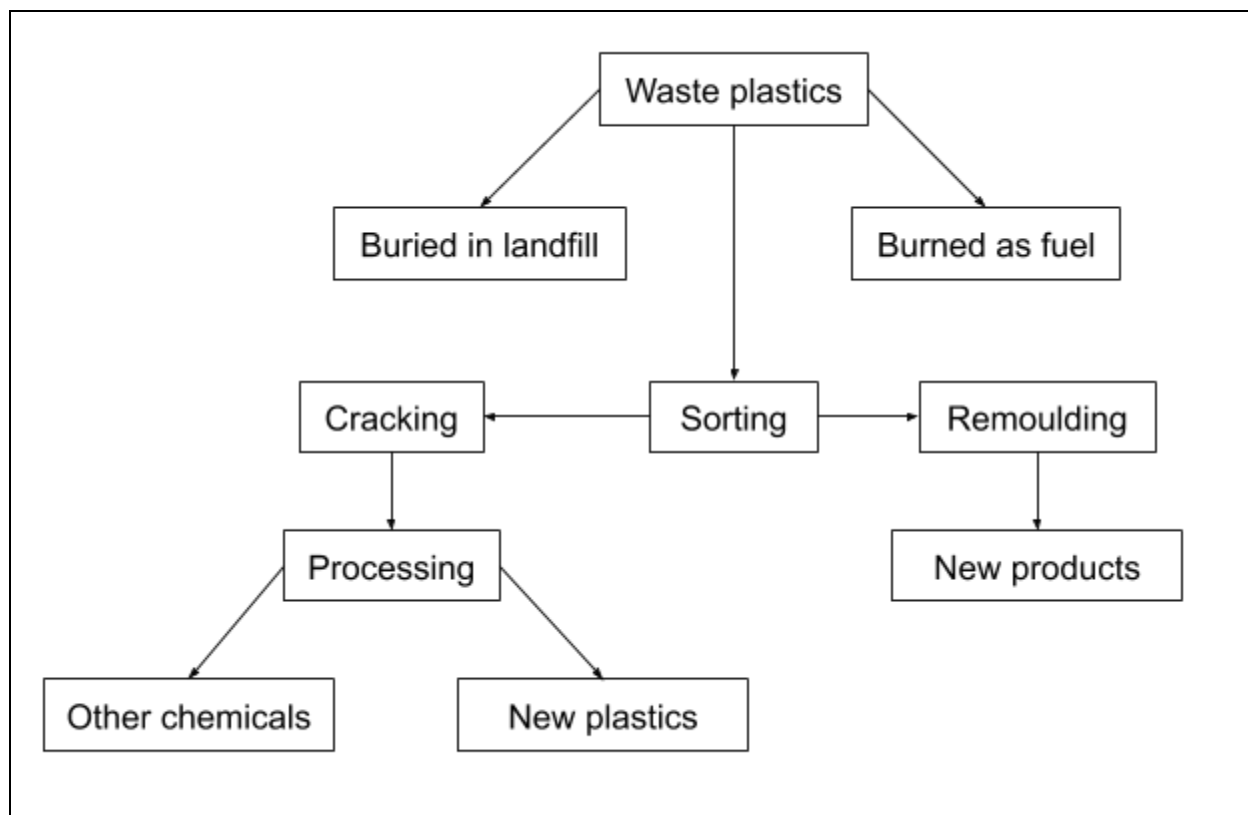 Waste plastics
Buried in landfill
Burned as fuel
Cracking
Sorting
Remoulding
Processing
New products
Other chemicals
New plastics